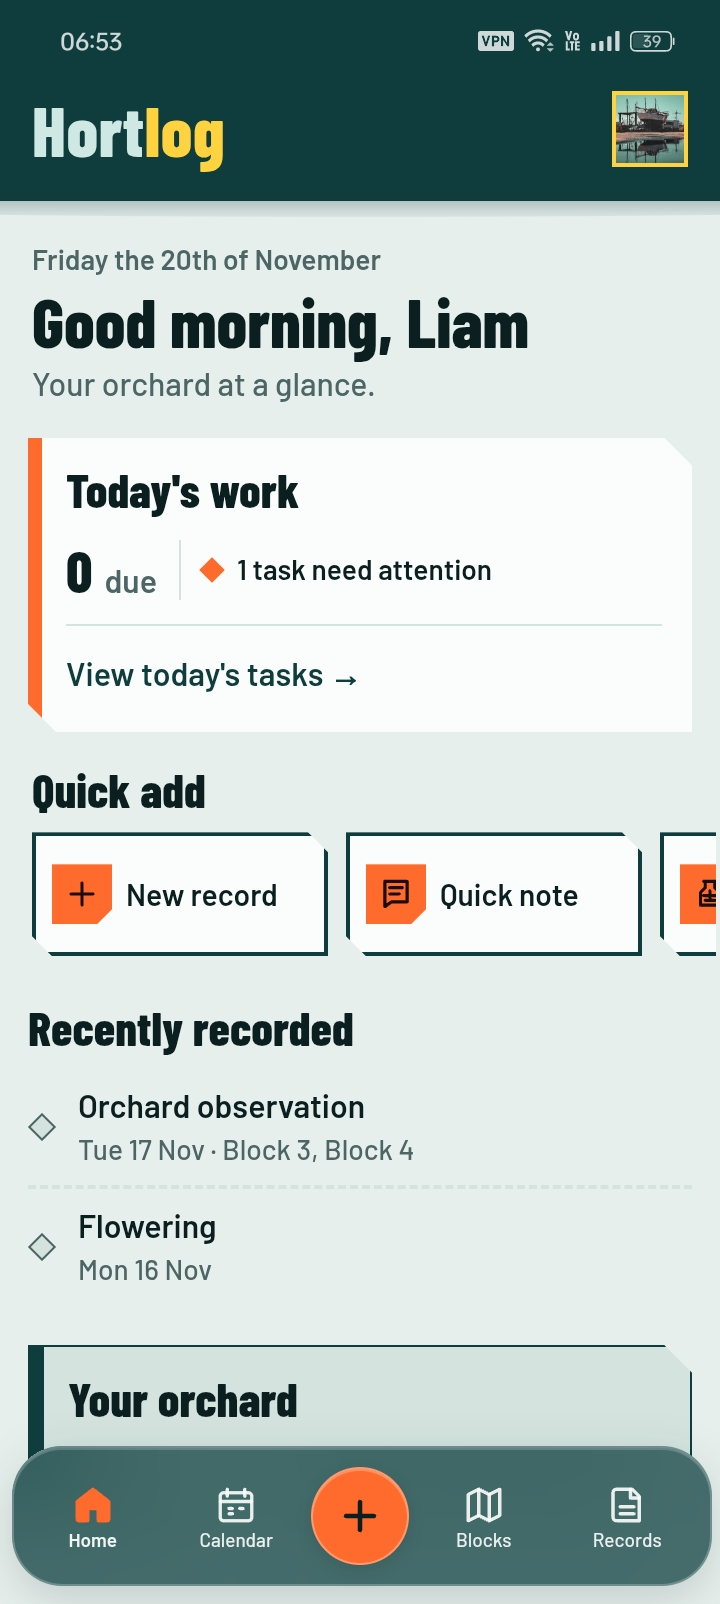 06:53
VPN
Vo
LTE
39
Hortlog
Friday the 20th of November
Good morning, Liam
Your orchard at a glance.
Today's work
0 due
1 task need attention
View today's tasks →
Quick add
New record
Quick note
Recently recorded
Orchard observation
Tue 17 Nov · Block 3, Block 4
Flowering
Mon 16 Nov
Your orchard
Home
Calendar
Blocks
Records